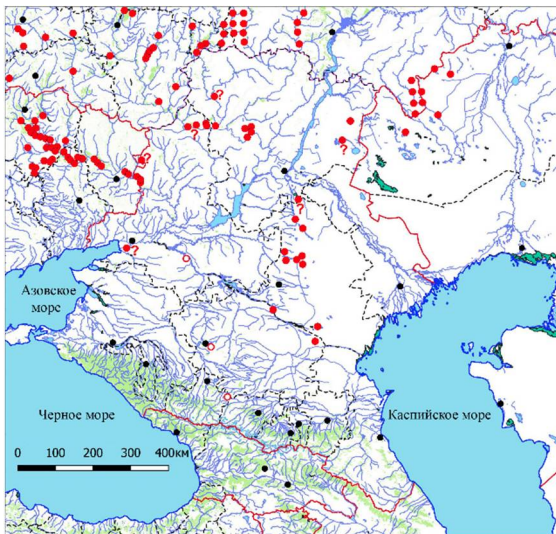 ?
?
?
?
?
?
Азовское
море
Черное море
Каспийское море
0 100 200 300 400км